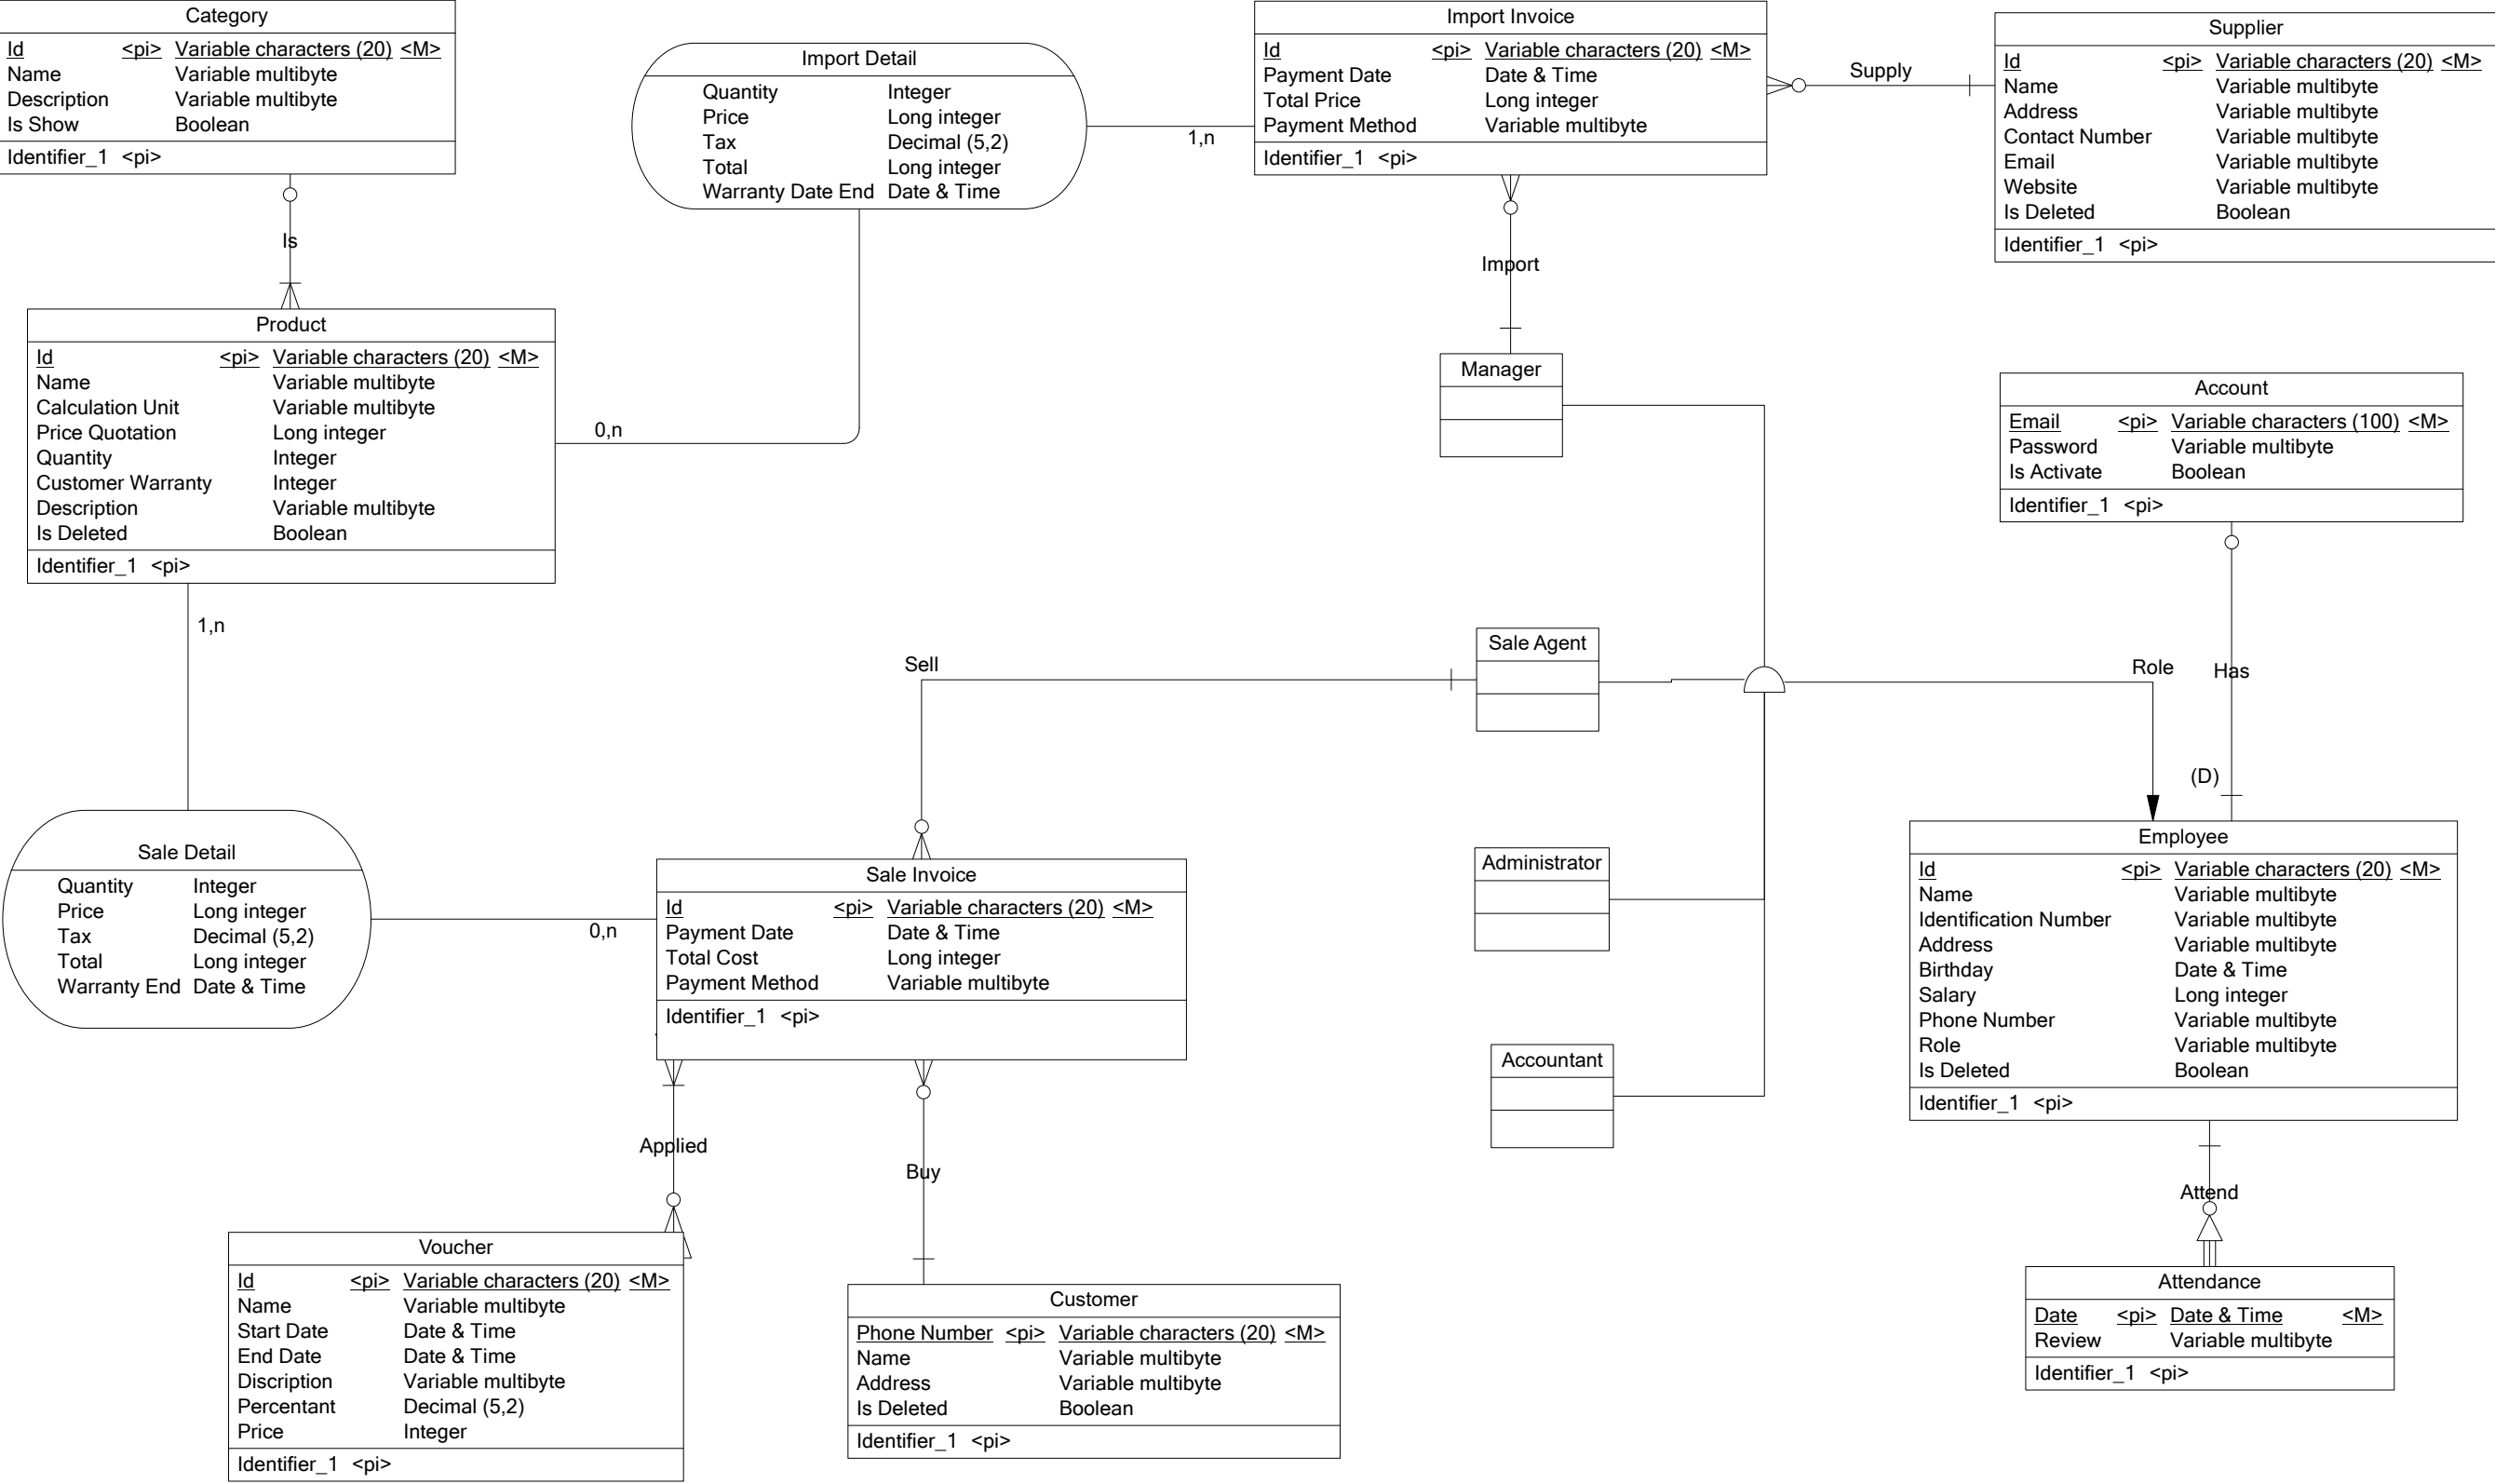 Category
Id <pi> Variable characters (20) <M>
Name Variable multibyte
Description Variable multibyte
Is Show Boolean
Identifier_1 <pi>
Import Detail
Quantity Integer
Price Long integer
Tax Decimal (5,2)
Total Long integer
Warranty Date End Date & Time
1,n
Import Invoice
Id <pi> Variable characters (20) <M>
Payment Date Date & Time
Total Price Long integer
Payment Method Variable multibyte
Identifier_1 <pi>
Supply
Supplier
Id <pi> Variable characters (20) <M>
Name Variable multibyte
Address Variable multibyte
Contact Number Variable multibyte
Email Variable multibyte
Website Variable multibyte
Is Deleted Boolean
Identifier_1 <pi>
Is
Import
Product
Id <pi> Variable characters (20) <M>
Name Variable multibyte
Calculation Unit Variable multibyte
Price Quotation Long integer
Quantity Integer
Customer Warranty Integer
Description Variable multibyte
Is Deleted Boolean
Identifier_1 <pi>
0,n
Manager
Account
Email <pi> Variable characters (100) <M>
Password Variable multibyte
Is Activate Boolean
Identifier_1 <pi>
1,n
Sell
Sale Agent
Role
Has
(D)
Sale Detail
Quantity Integer
Price Long integer
Tax Decimal (5,2)
Total Long integer
Warranty End Date & Time
0,n
Sale Invoice
Id <pi> Variable characters (20) <M>
Payment Date Date & Time
Total Cost Long integer
Payment Method Variable multibyte
Identifier_1 <pi>
Administrator
Accountant
Employee
Id <pi> Variable characters (20) <M>
Name Variable multibyte
Identification Number Variable multibyte
Address Variable multibyte
Birthday Date & Time
Salary Long integer
Phone Number Variable multibyte
Role Variable multibyte
Is Deleted Boolean
Identifier_1 <pi>
Applied
Buy
Attend
Voucher
Id <pi> Variable characters (20) <M>
Name Variable multibyte
Start Date Date & Time
End Date Date & Time
Discription Variable multibyte
Percentant Decimal (5,2)
Price Integer
Identifier_1 <pi>
Customer
Phone Number <pi> Variable characters (20) <M>
Name Variable multibyte
Address Variable multibyte
Is Deleted Boolean
Identifier_1 <pi>
Attendance
Date <pi> Date & Time <M>
Review Variable multibyte
Identifier_1 <pi>